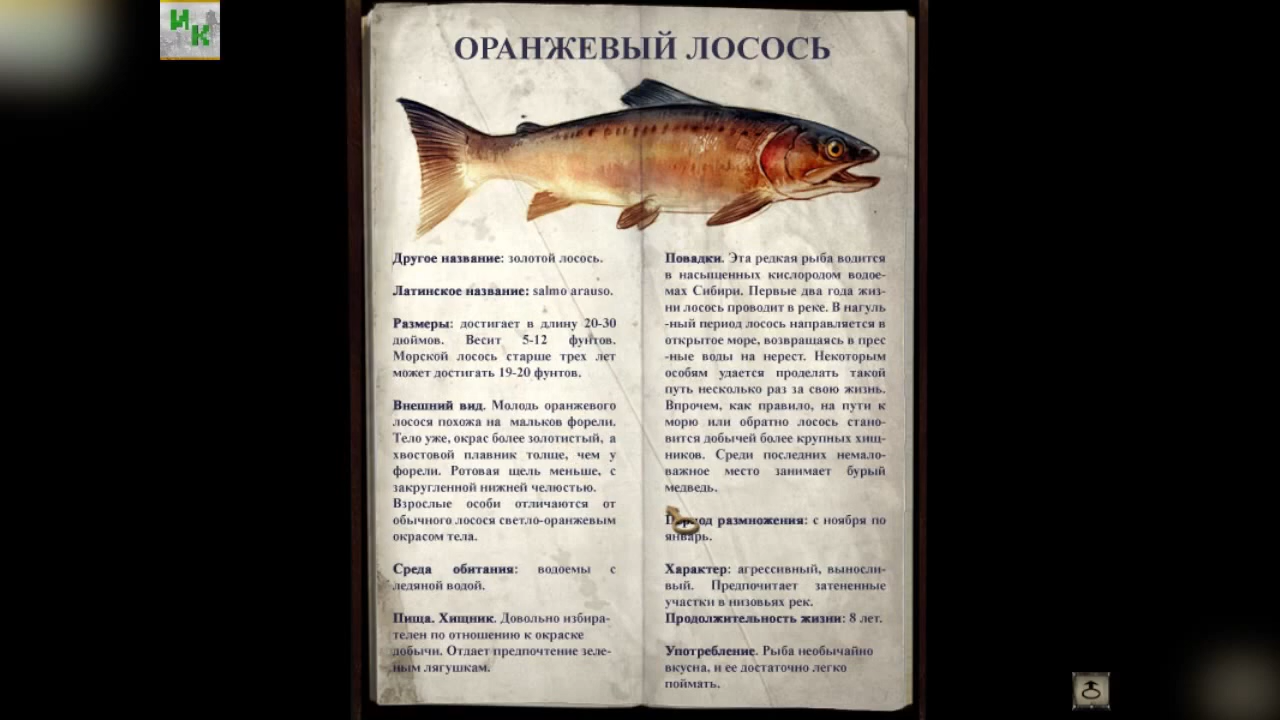 ИК
ОРАНЖЕВЫЙ ЛОСОСЬ
Другое название: золотой лосось.
Латинское название: salmo arauso.
Размеры: достигает в длину 20-30
дюймов. Весит 5-12 фунтов.
Морской лосось старше трех лет
может достигать 19-20 фунтов.
Внешний вид. Молодь оранжевого
лосося похожа на мальков форели.
Тело уже, окрас более золотистый, а
хвостовой плавник толще, чем у
форели. Ротовая щель меньше, с
закругленной нижней челюстью.
Взрослые особи отличаются от
обычного лосося светло-оранжевым
окрасом тела.
Среда обитания: водоемы с
ледяной водой.
Пища. Хищник. Довольно избира-
телен по отношению к окраске
добычи. Отдает предпочтение зеле-
ным лягушкам.
Повадки. Эта редкая рыба водится
в насыщенных кислородом водое-
мах Сибири. Первые два года жиз-
ни лосось проводит в реке. В нагуль
-ный период лосось направляется в
открытое море, возвращаясь в прес
-ные воды на нерест. Некоторым
особям удается проделать такой
путь несколько раз за свою жизнь.
Впрочем, как правило, на пути к
морю или обратно лосось стано-
вится добычей более крупных хищ-
ников. Среди последних немало-
важное место занимает бурый
медведь.
Период размножения: с ноября по
январь.
Характер: агрессивный, выносли-
вый. Предпочитает затененные
участки в низовьях рек.
Продолжительность жизни: 8 лет.
Употребление. Рыба необычайно
вкусна, и ее достаточно легко
поймать.